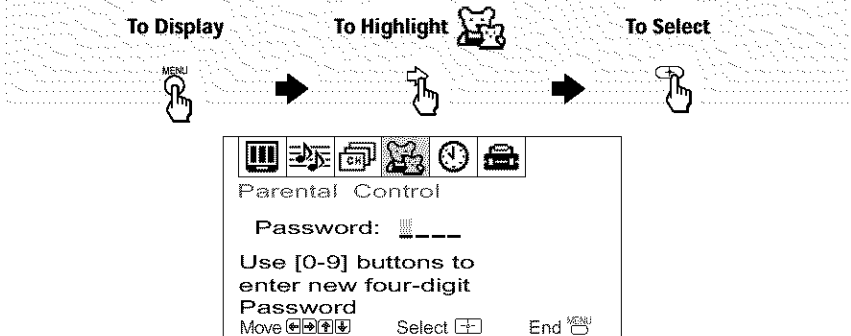 To Display To Highlight To Select
MENU
CH
Parental Control
Password:
Use [0-9] buttons to
enter new four-digit
Password
Move Select End MENU